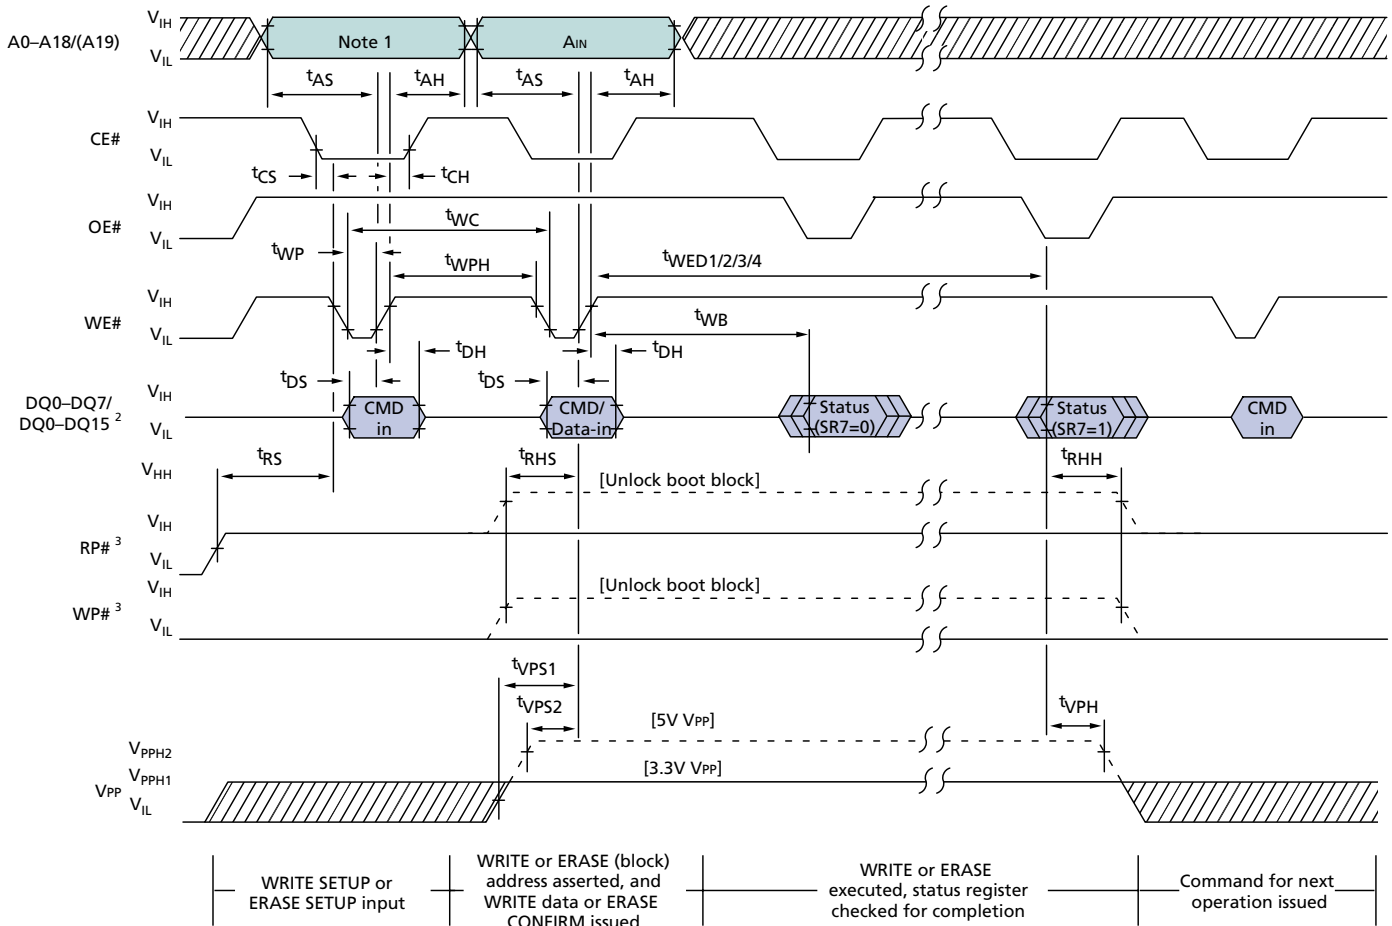 VIH
A0–A18/(A19)
VIL
Note 1
AIN
tAS
tAH
tAS
tAH
VIH
CE#
VIL
tCS
tCH
VIH
OE#
VIL
tWC
tWP
tWPH
tWED1/2/3/4
VIH
WE#
VIL
tWB
tDH
tDH
tDS
tDS
VIH
DQ0–DQ7/
DQ0–DQ15 2
VIL
CMD
in
CMD/
Data-in
Status
(SR7=0)
Status
(SR7=1)
CMD
in
VHH
tRS
tRHS
[Unlock boot block]
tRHH
VIH
RP# 3
VIL
VIH
WP# 3
VIL
[Unlock boot block]
tVPS1
tVPS2
[5V VPP]
tVPH
VPPH2
VPPH1
VPP
VIL
[3.3V VPP]
WRITE SETUP or
ERASE SETUP input
WRITE or ERASE (block)
address asserted, and
WRITE data or ERASE
CONFIRM issued
WRITE or ERASE
executed, status register
checked for completion
Command for next
operation issued